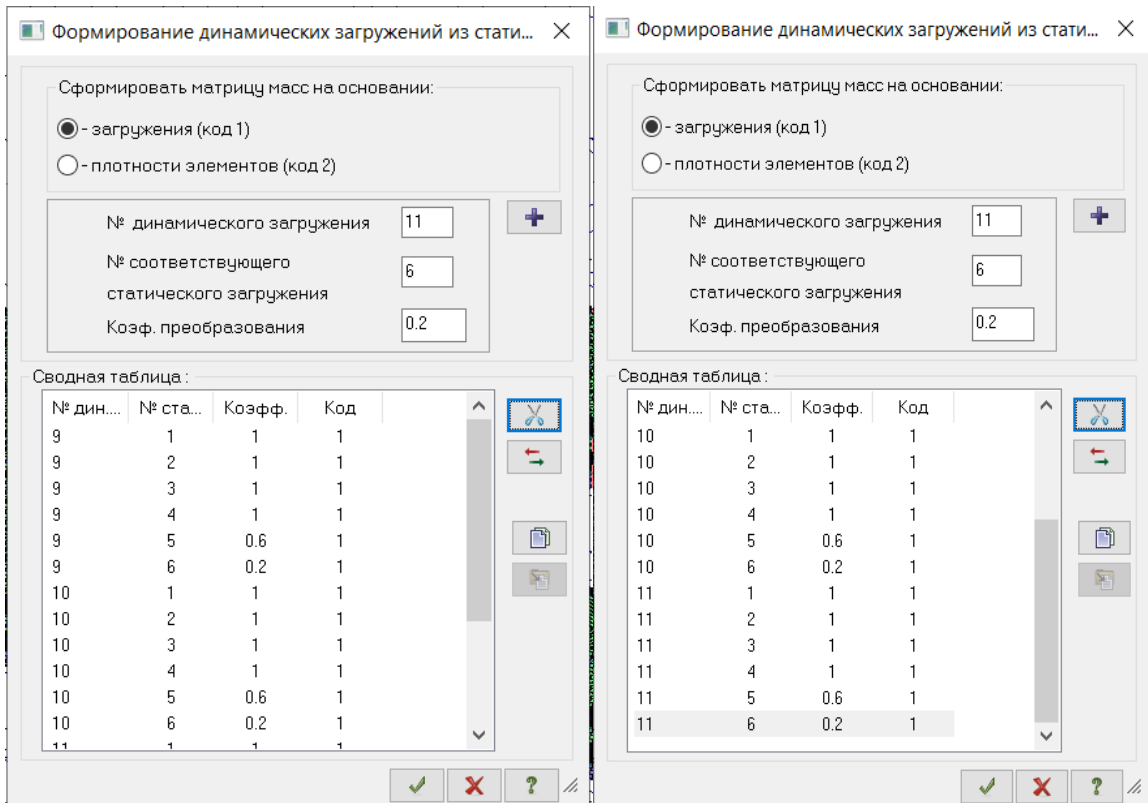 Формирование динамических загружений из стати...
Сформировать матрицу масс на основании:
- загружения (код 1)
- плотности элементов (код 2)
№ динамического загружения 11
№ соответствующего
статического загружения 6
Коэф. преобразования 0.2
Сводная таблица :
№ дин.... № ста... Коэфф. Код
9 1 1 1
9 2 1 1
9 3 1 1
9 4 1 1
9 5 0.6 1
9 6 0.2 1
10 1 1 1
10 2 1 1
10 3 1 1
10 4 1 1
10 5 0.6 1
10 6 0.2 1
11 1 1 1
Формирование динамических загружений из стати...
Сформировать матрицу масс на основании:
- загружения (код 1)
- плотности элементов (код 2)
№ динамического загружения 11
№ соответствующего
статического загружения 6
Коэф. преобразования 0.2
Сводная таблица :
№ дин.... № ста... Коэфф. Код
10 1 1 1
10 2 1 1
10 3 1 1
10 4 1 1
10 5 0.6 1
10 6 0.2 1
11 1 1 1
11 2 1 1
11 3 1 1
11 4 1 1
11 5 0.6 1
11 6 0.2 1